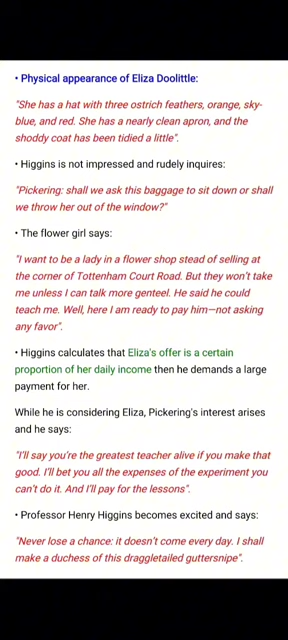 • Physical appearance of Eliza Doolittle:
"She has a hat with three ostrich feathers, orange, sky-
blue, and red. She has a nearly clean apron, and the
shoddy coat has been tidied a little".
• Higgins is not impressed and rudely inquires:
"Pickering: shall we ask this baggage to sit down or shall
we throw her out of the window?"
• The flower girl says:
"I want to be a lady in a flower shop stead of selling at
the corner of Tottenham Court Road. But they won't take
me unless I can talk more genteel. He said he could
teach me. Well, here I am ready to pay him—not asking
any favor".
• Higgins calculates that Eliza's offer is a certain
proportion of her daily income then he demands a large
payment for her.
While he is considering Eliza, Pickering's interest arises
and he says:
"I'll say you're the greatest teacher alive if you make that
good. I'll bet you all the expenses of the experiment you
can't do it. And I'll pay for the lessons".
• Professor Henry Higgins becomes excited and says:
"Never lose a chance: it doesn't come every day. I shall
make a duchess of this draggletailed guttersnipe".